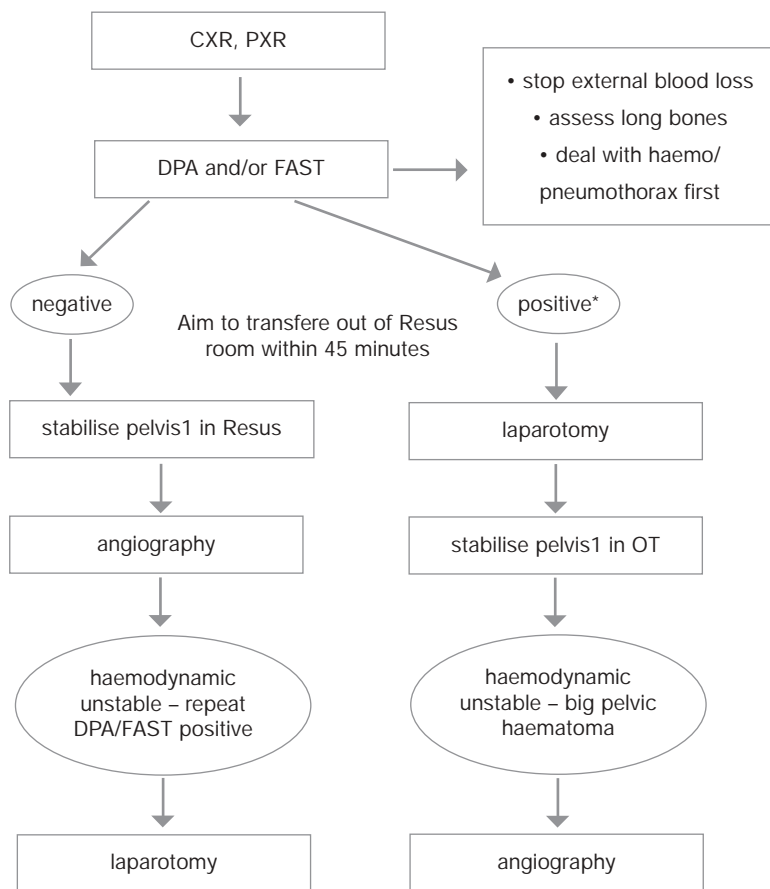 CXR, PXR
• stop external blood loss
• assess long bones
• deal with haemo/
pneumothorax first
DPA and/or FAST
negative
positive*
Aim to transfere out of Resus
room within 45 minutes
stabilise pelvis1 in Resus
laparotomy
angiography
stabilise pelvis1 in OT
haemodynamic
unstable – repeat
DPA/FAST positive
haemodynamic
unstable – big pelvic
haematoma
laparotomy
angiography